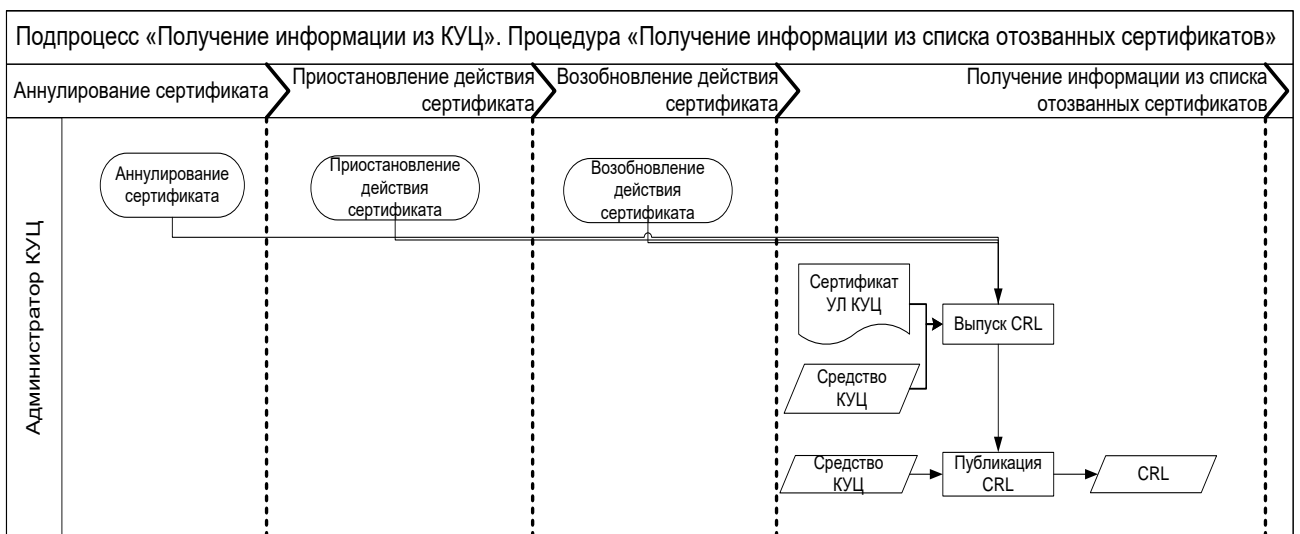 Подпроцесс «Получение информации из КУЦ». Процедура «Получение информации из списка отозванных сертификатов»
Аннулирование сертификата
Приостановление действия
сертификата
Возобновление действия
сертификата
Получение информации из списка
отозванных сертификатов
Администратор КУЦ
Аннулирование
сертификата
Приостановление
действия
сертификата
Возобновление
действия
сертификата
Сертификат
УЛ КУЦ
Выпуск CRL
Средство
КУЦ
Средство
КУЦ
Публикация
CRL
CRL